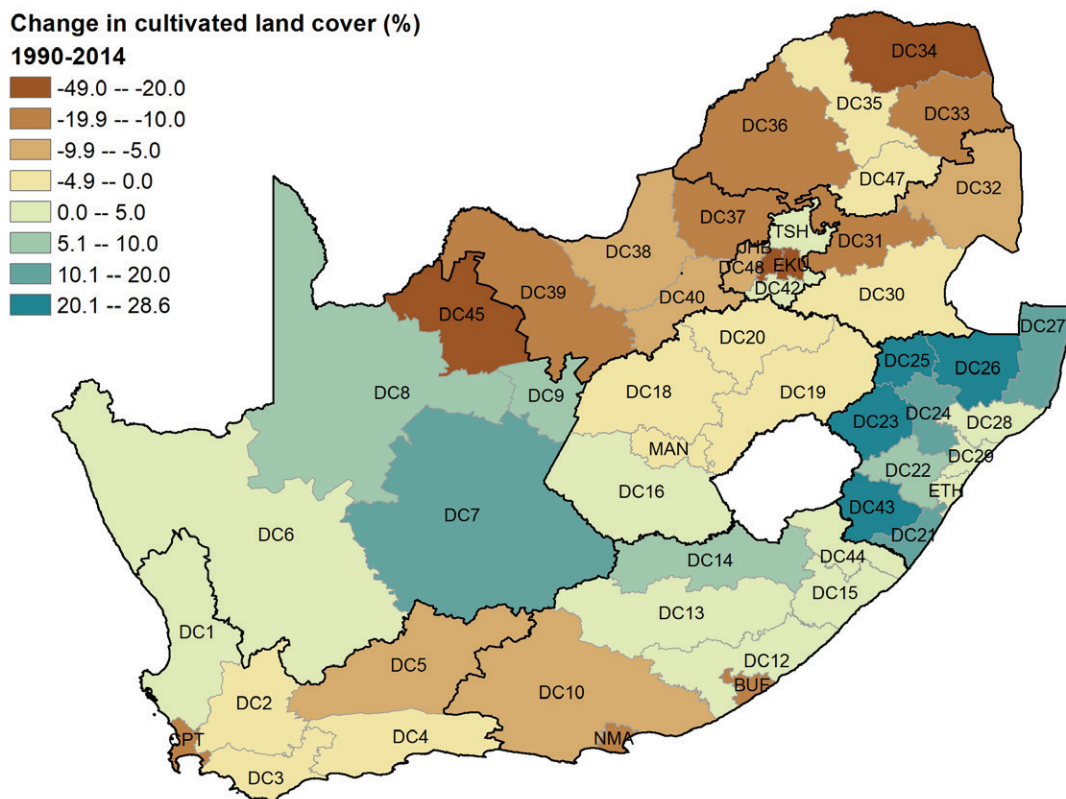 Change in cultivated land cover (%)
1990-2014
-49.0 -- -20.0
-19.9 -- -10.0
-9.9 -- -5.0
-4.9 -- 0.0
0.0 -- 5.0
5.1 -- 10.0
10.1 -- 20.0
20.1 -- 28.6
DC34
DC35
DC33
DC36
DC47
DC32
DC37
TSH
DC31
DC38
JHB
DC48
EKU
DC42
DC40
DC30
DC39
DC45
DC27
DC20
DC25
DC26
DC8
DC9
DC18
DC19
DC24
DC23
DC28
MAN
DC29
DC22
DC16
ETH
DC7
DC43
DC6
DC21
DC14
DC44
DC15
DC13
DC1
DC5
DC12
BUF
DC10
DC2
CPT
DC4
NMA
DC3